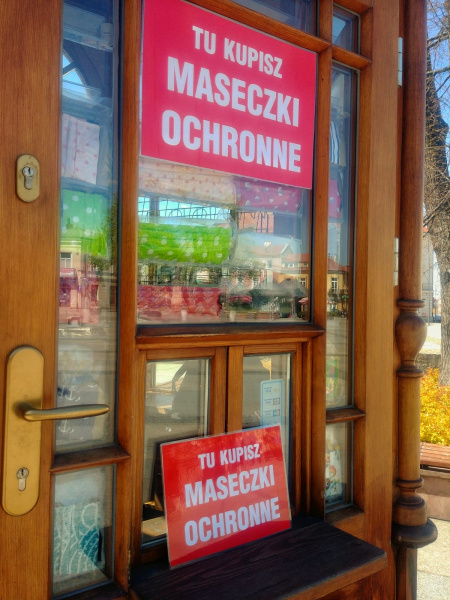 TU KUPISZ
MASECZKI
OCHRONNE
TU KUPISZ
MASECZKI
OCHRONNE